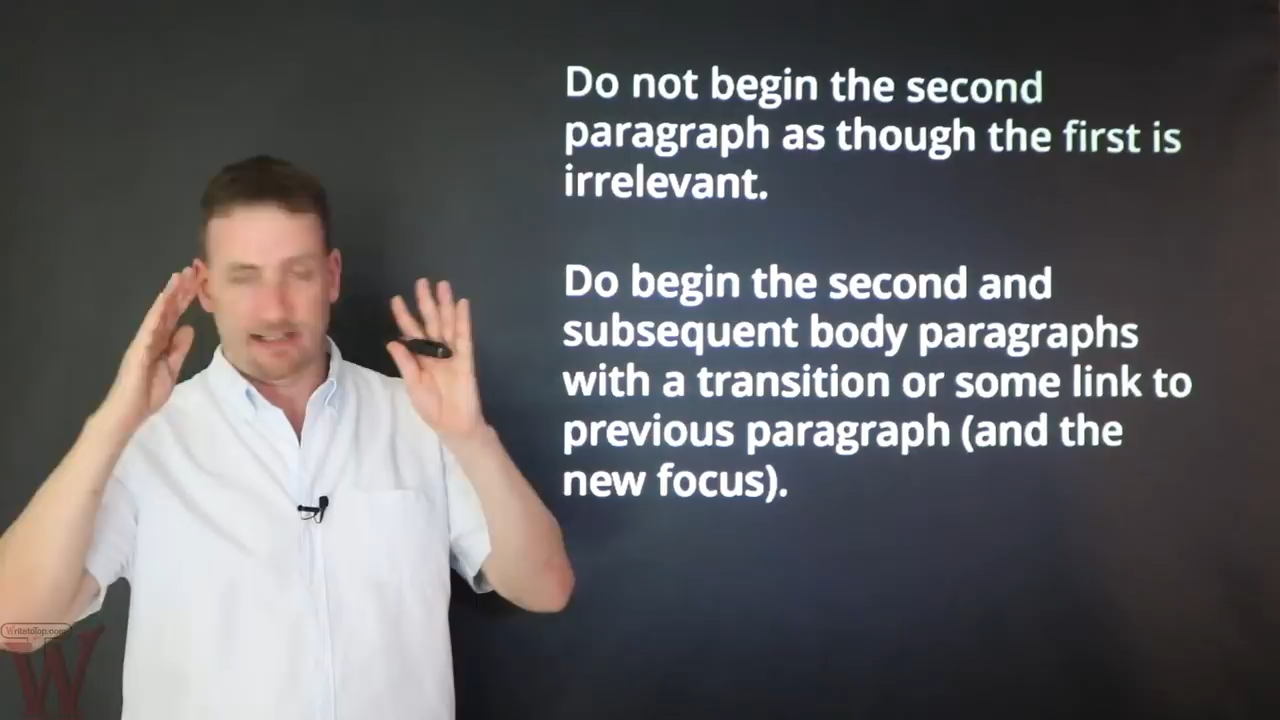 Do not begin the second
paragraph as though the first is
irrelevant.
Do begin the second and
subsequent body paragraphs
with a transition or some link to
previous paragraph (and the
new focus).
WritetoTop.com
W